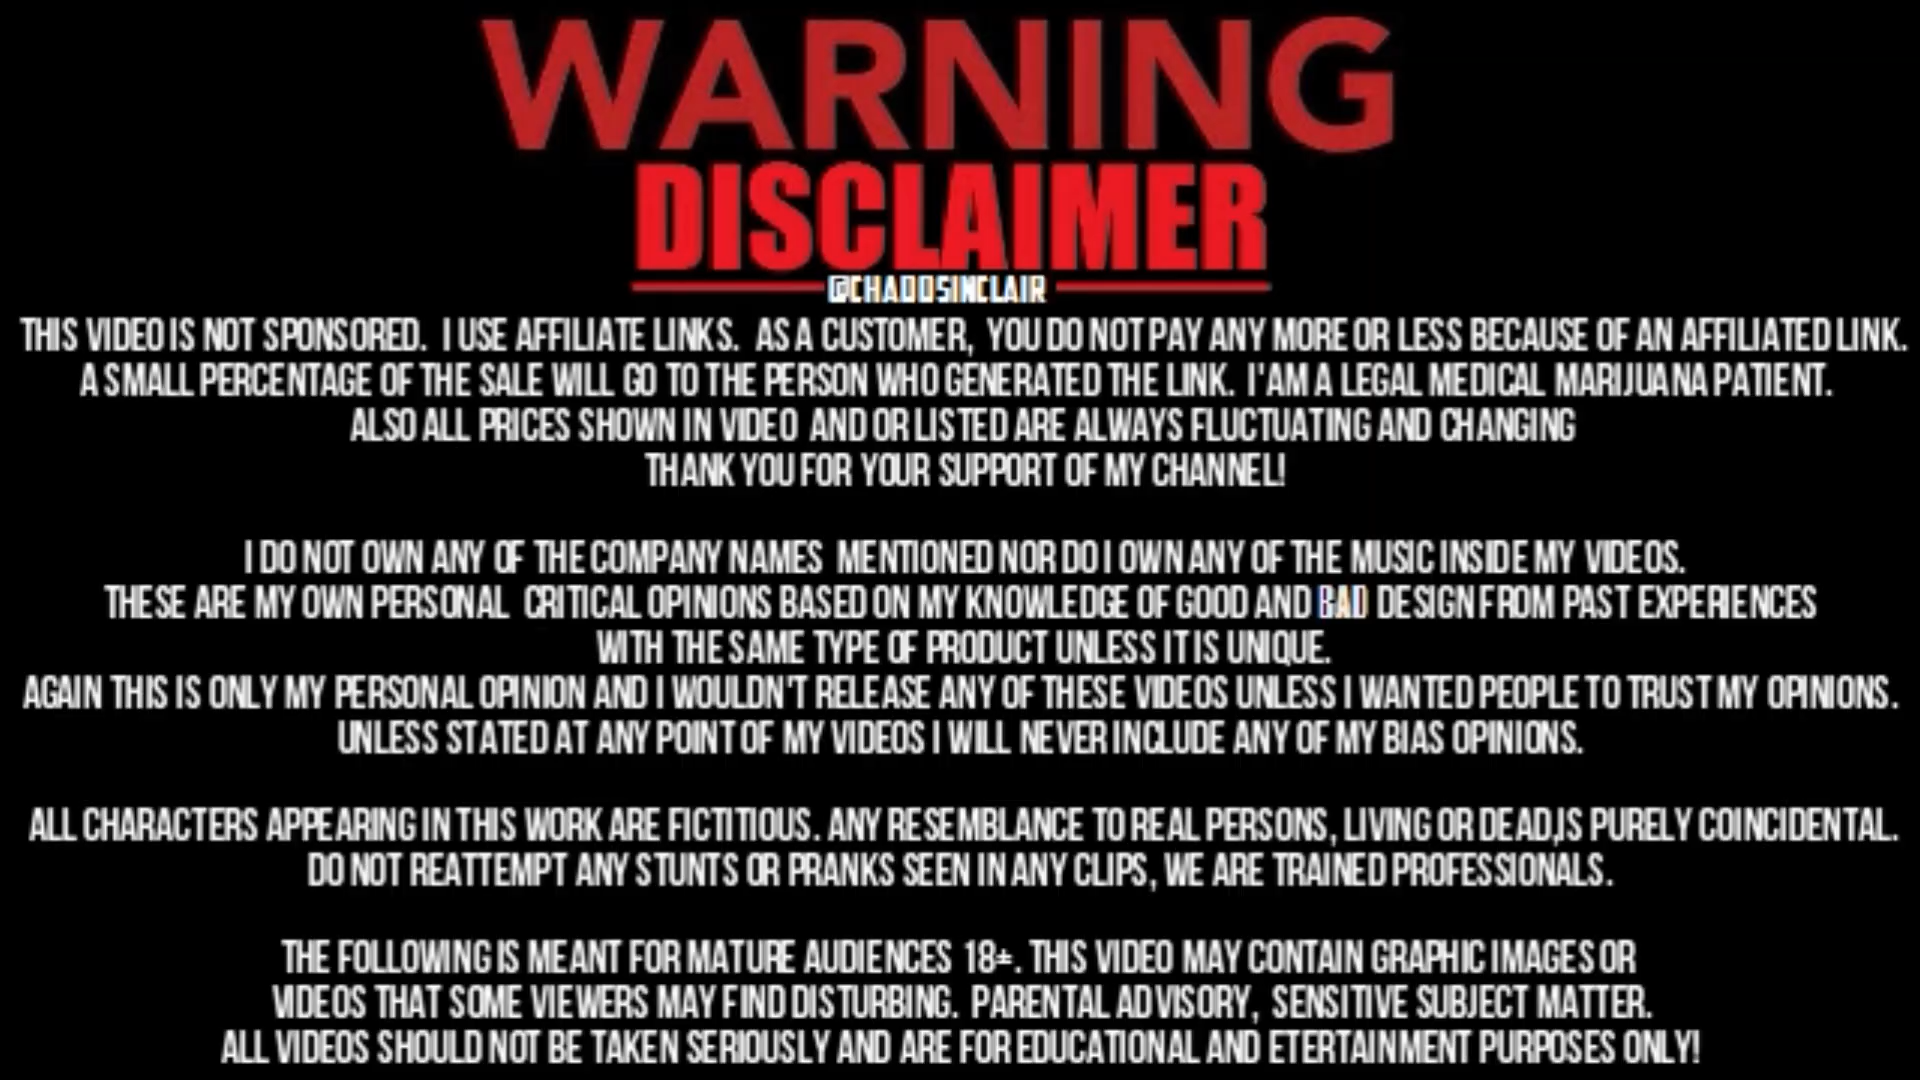 WARNING
DISCLAIMER
@CHADDSINCLAIR
THIS VIDEO IS NOT SPONSORED. I USE AFFILIATE LINKS. AS A CUSTOMER, YOU DO NOT PAY ANY MORE OR LESS BECAUSE OF AN AFFILIATED LINK.
A SMALL PERCENTAGE OF THE SALE WILL GO TO THE PERSON WHO GENERATED THE LINK. I'AM A LEGAL MEDICAL MARIJUANA PATIENT.
ALSO ALL PRICES SHOWN IN VIDEO AND OR LISTED ARE ALWAYS FLUCTUATING AND CHANGING
THANK YOU FOR YOUR SUPPORT OF MY CHANNEL!
I DO NOT OWN ANY OF THE COMPANY NAMES MENTIONED NOR DO I OWN ANY OF THE MUSIC INSIDE MY VIDEOS.
THESE ARE MY OWN PERSONAL CRITICAL OPINIONS BASED ON MY KNOWLEDGE OF GOOD AND BAD DESIGN FROM PAST EXPERIENCES
WITH THE SAME TYPE OF PRODUCT UNLESS IT IS UNIQUE.
AGAIN THIS IS ONLY MY PERSONAL OPINION AND I WOULDN'T RELEASE ANY OF THESE VIDEOS UNLESS I WANTED PEOPLE TO TRUST MY OPINIONS.
UNLESS STATED AT ANY POINT OF MY VIDEOS I WILL NEVER INCLUDE ANY OF MY BIAS OPINIONS.
ALL CHARACTERS APPEARING IN THIS WORK ARE FICTITIOUS. ANY RESEMBLANCE TO REAL PERSONS, LIVING OR DEAD,IS PURELY COINCIDENTAL.
DO NOT REATTEMPT ANY STUNTS OR PRANKS SEEN IN ANY CLIPS, WE ARE TRAINED PROFESSIONALS.
THE FOLLOWING IS MEANT FOR MATURE AUDIENCES 18+. THIS VIDEO MAY CONTAIN GRAPHIC IMAGES OR
VIDEOS THAT SOME VIEWERS MAY FIND DISTURBING. PARENTAL ADVISORY, SENSITIVE SUBJECT MATTER.
ALL VIDEOS SHOULD NOT BE TAKEN SERIOUSLY AND ARE FOR EDUCATIONAL AND ETERTAINMENT PURPOSES ONLY!